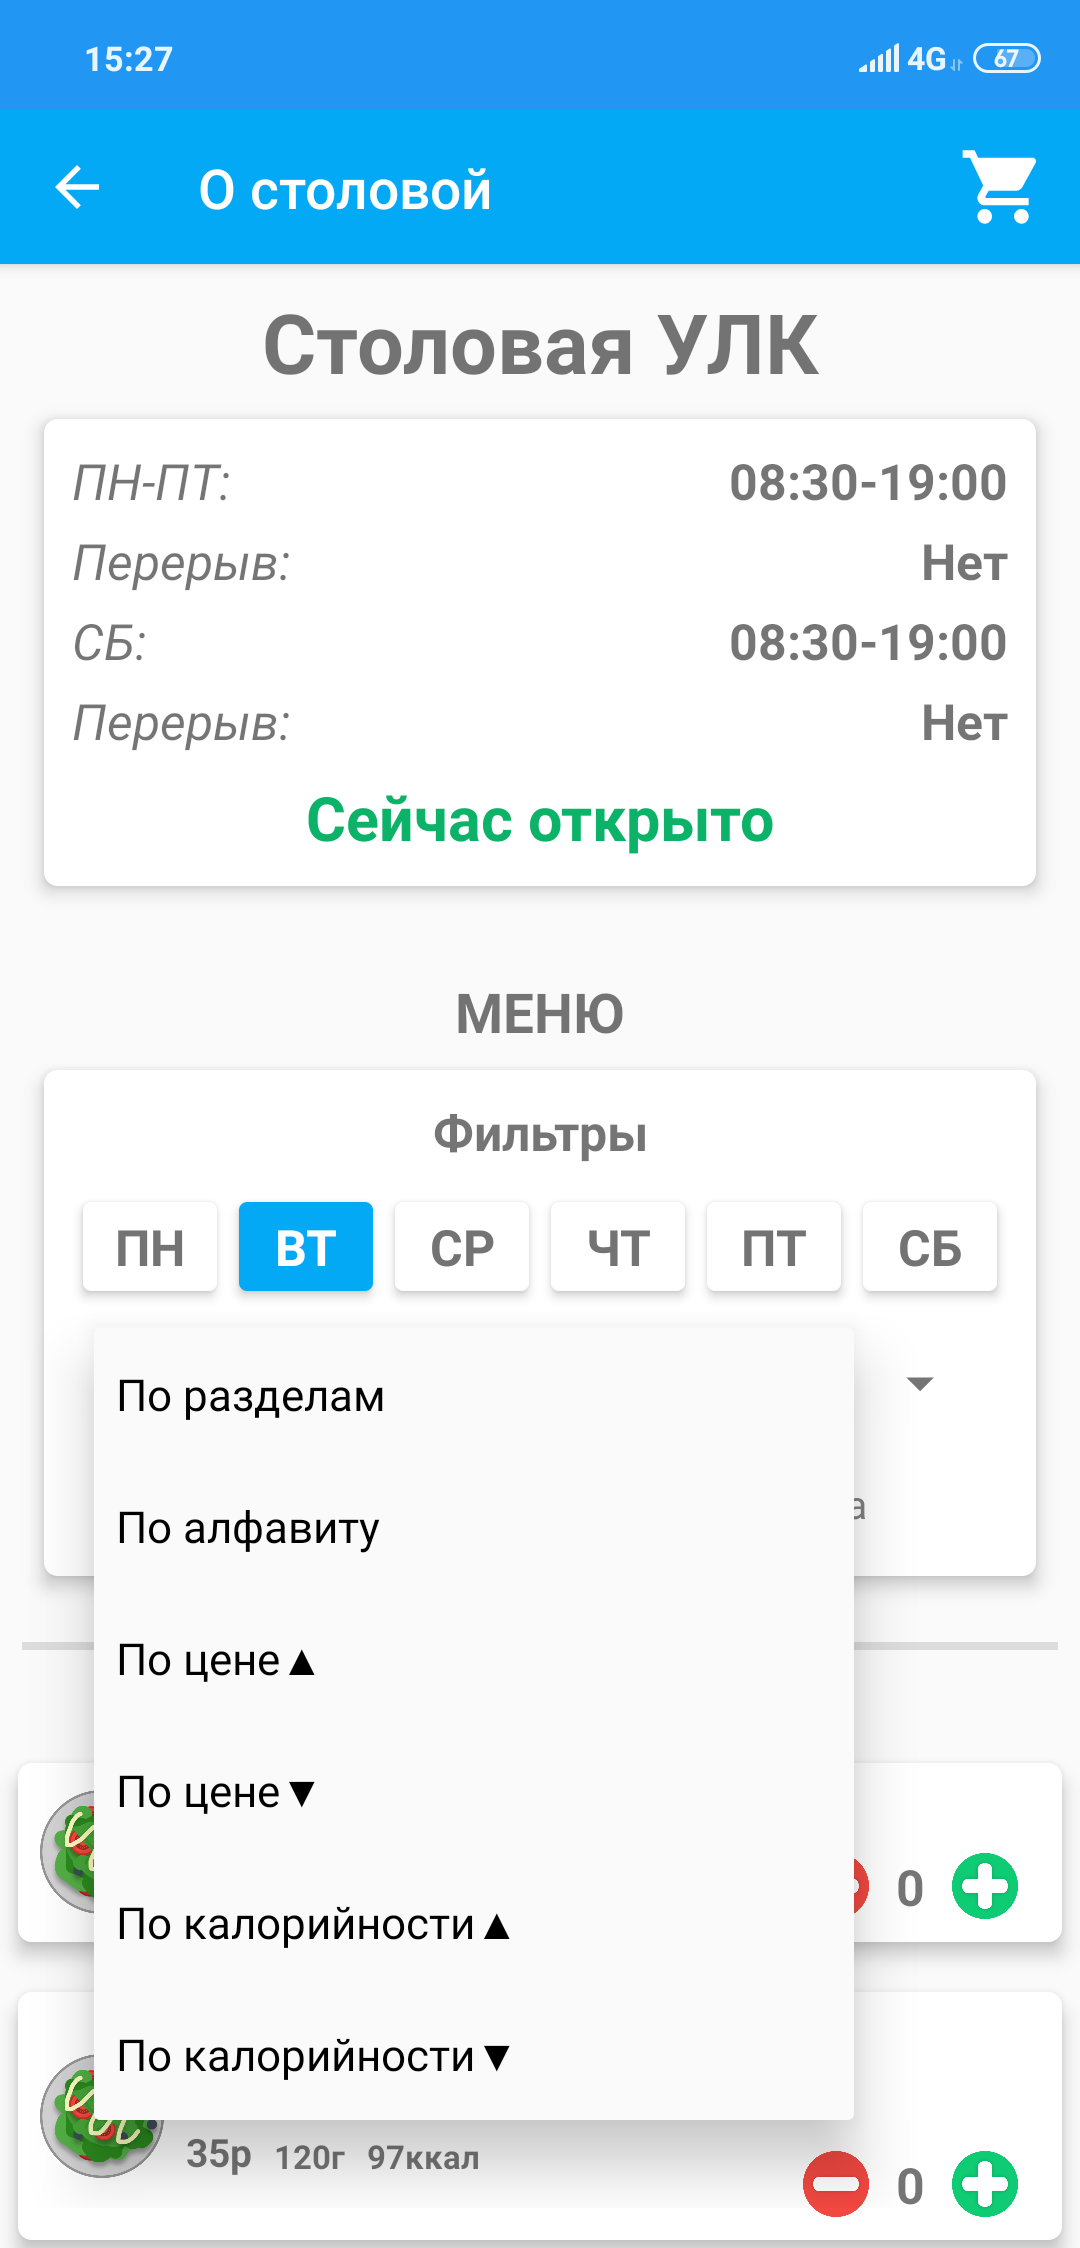 15:27 4G 67
О столовой
Столовая УЛК
ПН-ПТ: 08:30-19:00
Перерыв: Нет
СБ: 08:30-19:00
Перерыв: Нет
Сейчас открыто
МЕНЮ
Фильтры
ПН ВТ СР ЧТ ПТ СБ
По разделам
По алфавиту
По цене▲
По цене▼
0
По калорийности▲
По калорийности▼
35р 120г 97ккал
0